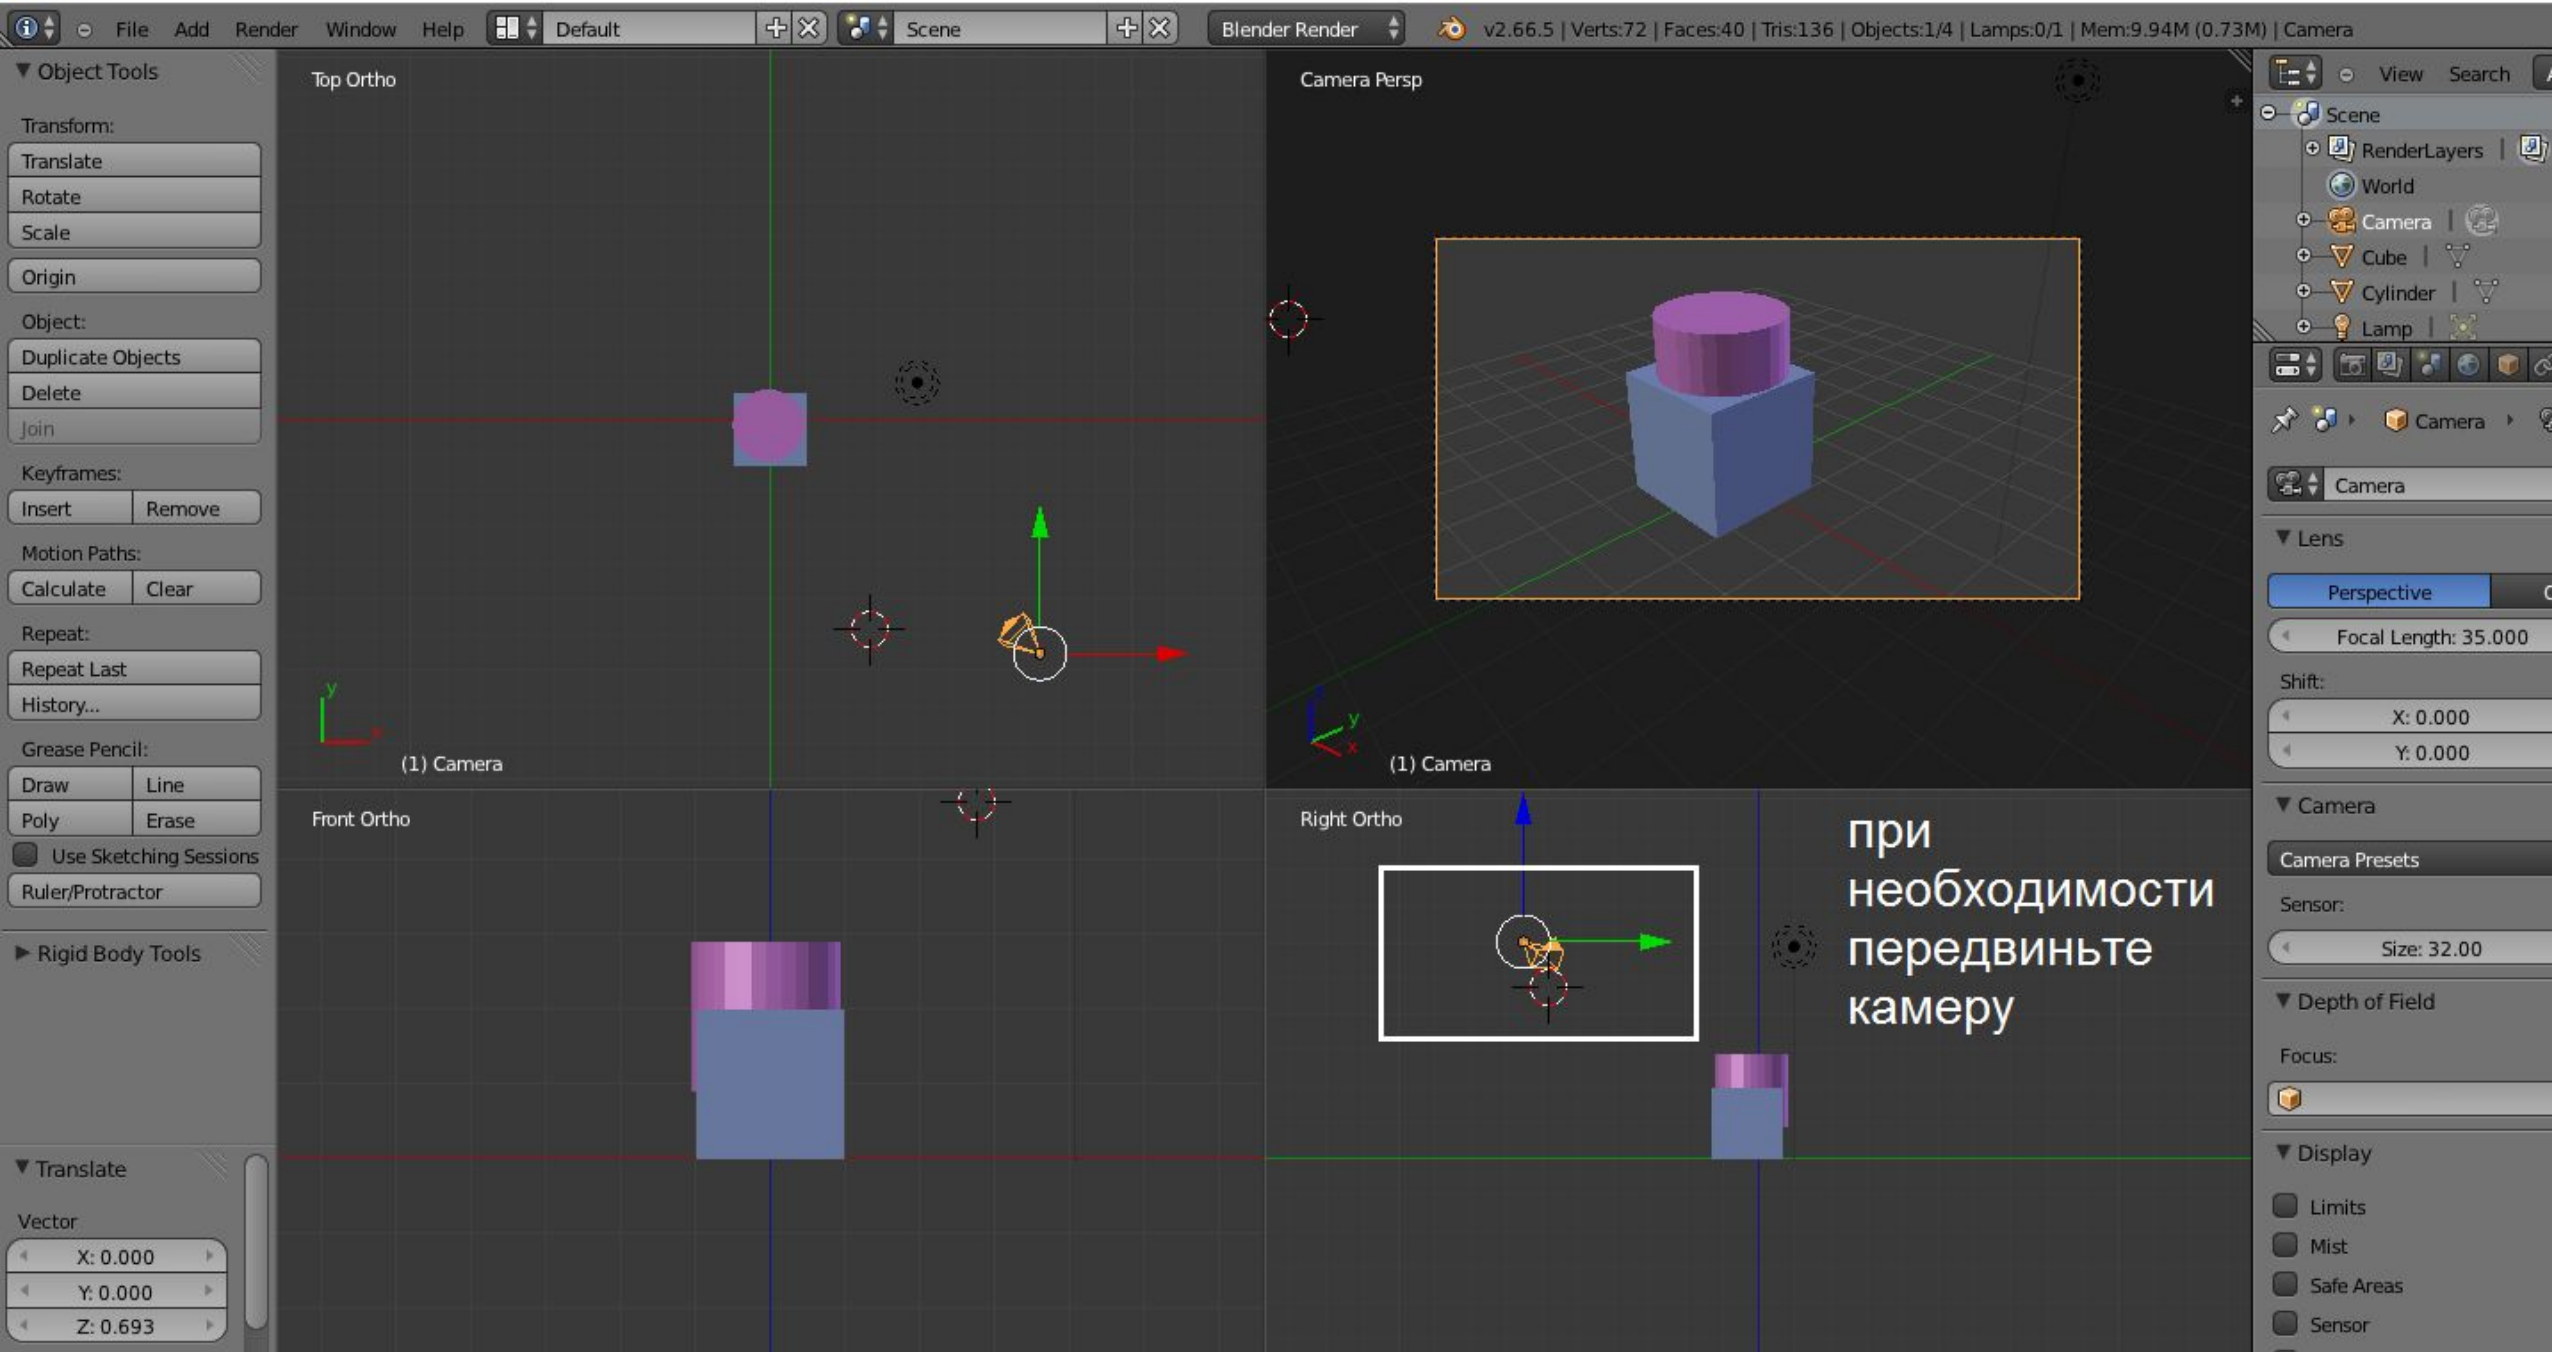 File Add Render Window Help Default Scene Blender Render v2.66.5 | Verts:72 | Faces:40 | Tris:136 | Objects:1/4 | Lamps:0/1 | Mem:9.94M (0.73M) | Camera
Object Tools
Transform:
Translate
Rotate
Scale
Origin
Object:
Duplicate Objects
Delete
Join
Keyframes:
Insert Remove
Motion Paths:
Calculate Clear
Repeat:
Repeat Last
History...
Grease Pencil:
Draw Line
Poly Erase
Use Sketching Sessions
Ruler/Protractor
Rigid Body Tools
Translate
Vector
X: 0.000
Y: 0.000
Z: 0.693
Top Ortho
y
x
(1) Camera
Camera Persp
y
x
(1) Camera
Front Ortho
Right Ortho
при
необходимости
передвиньте
камеру
View Search
Scene
RenderLayers
World
Camera
Cube
Cylinder
Lamp
Camera
Camera
Lens
Perspective
Focal Length: 35.000
Shift:
X: 0.000
Y: 0.000
Camera
Camera Presets
Sensor:
Size: 32.00
Depth of Field
Focus:
Display
Limits
Mist
Safe Areas
Sensor